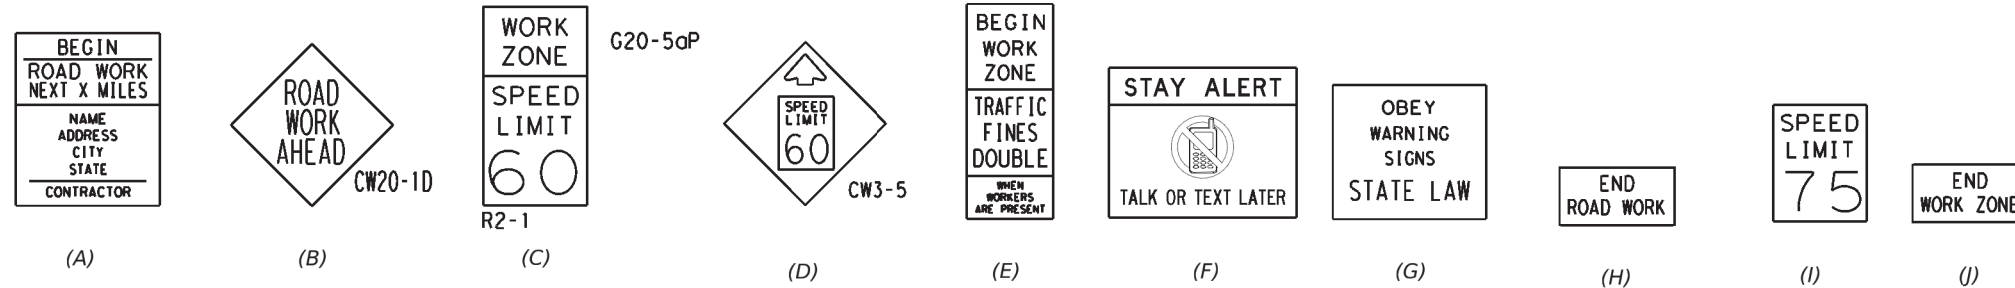 BEGIN
ROAD WORK
NEXT X MILES
NAME
ADDRESS
CITY
STATE
CONTRACTOR
(A)
ROAD
WORK
AHEAD
CW20-1D
(B)
WORK
ZONE
SPEED
LIMIT
60
G20-5aP
R2-1
(C)
SPEED
LIMIT
60
CW3-5
(D)
BEGIN
WORK
ZONE
TRAFFIC
FINES
DOUBLE
WHEN
WORKERS
ARE PRESENT
(E)
STAY ALERT
TALK OR TEXT LATER
(F)
OBEY
WARNING
SIGNS
STATE LAW
(G)
END
ROAD WORK
(H)
SPEED
LIMIT
75
(I)
END
WORK ZONE
(J)